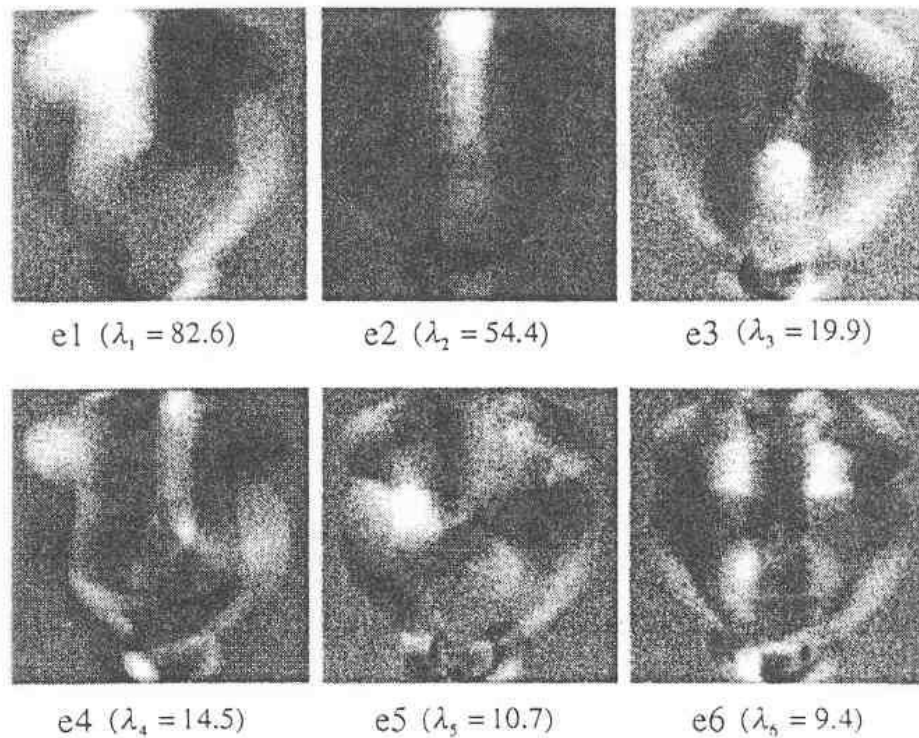 e1 (λ₁ = 82.6) e2 (λ₂ = 54.4) e3 (λ₃ = 19.9)
e4 (λ₄ = 14.5) e5 (λ₅ = 10.7) e6 (λ₆ = 9.4)